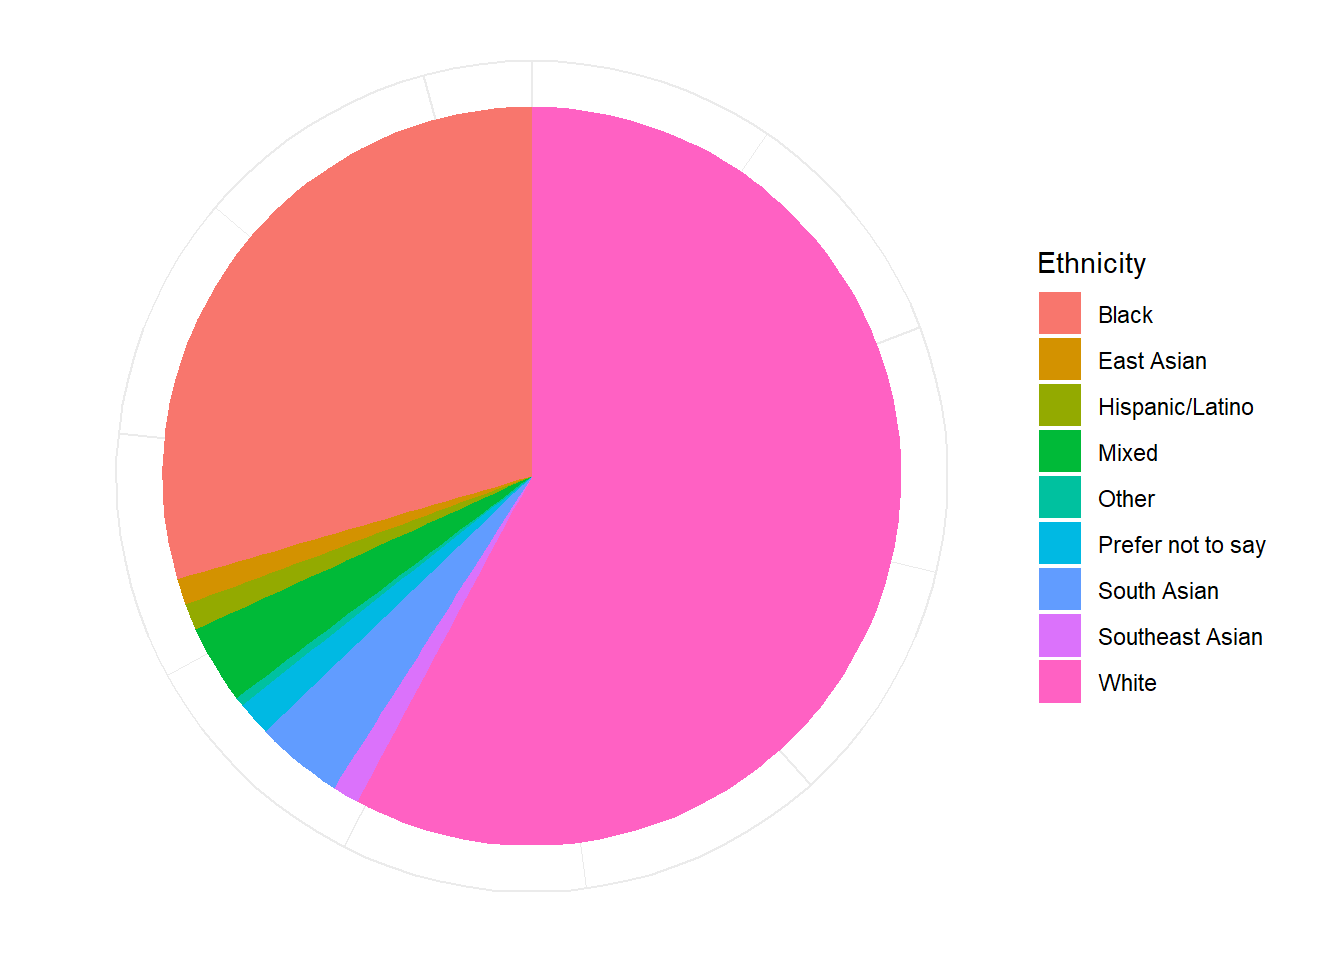 Ethnicity
Black
East Asian
Hispanic/Latino
Mixed
Other
Prefer not to say
South Asian
Southeast Asian
White